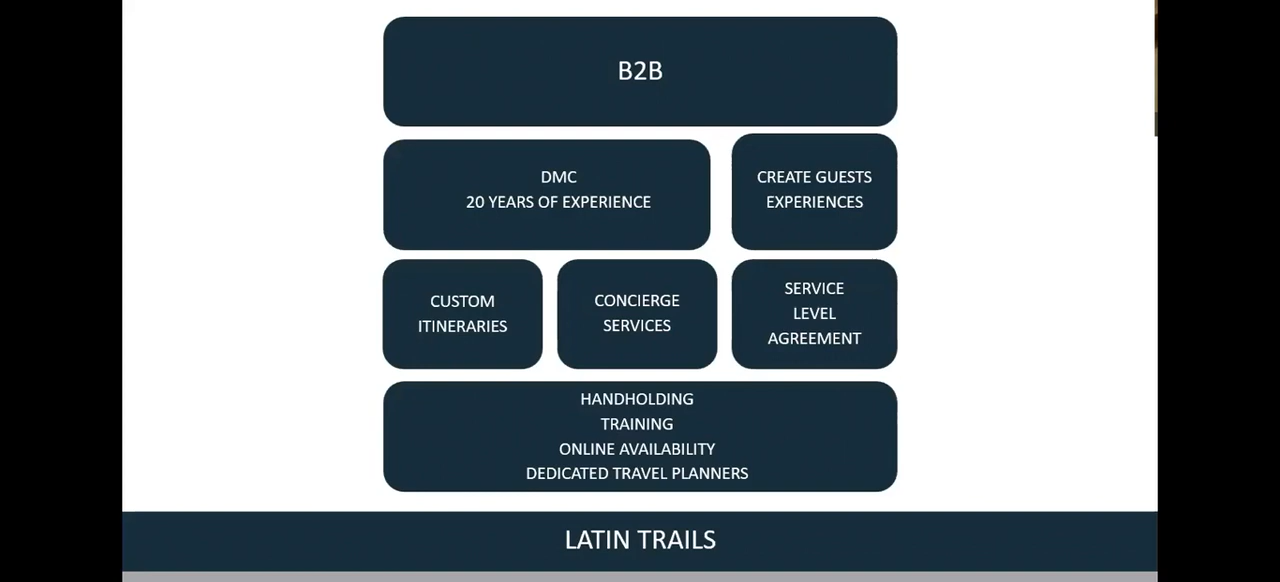 B2B
DMC
20 YEARS OF EXPERIENCE
CREATE GUESTS
EXPERIENCES
CUSTOM
ITINERARIES
CONCIERGE
SERVICES
SERVICE
LEVEL
AGREEMENT
HANDHOLDING
TRAINING
ONLINE AVAILABILITY
DEDICATED TRAVEL PLANNERS
LATIN TRAILS